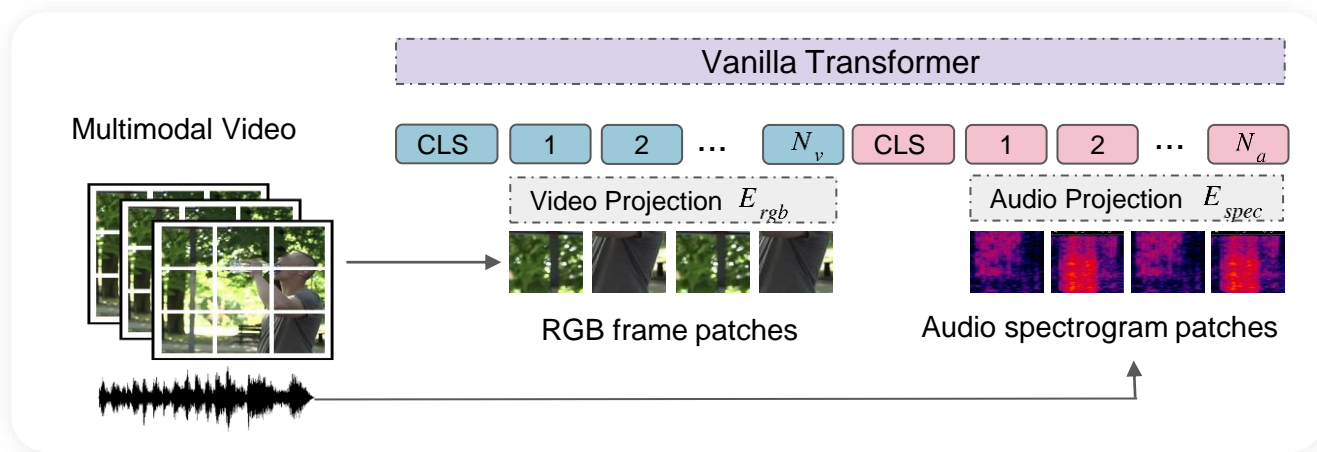 Vanilla Transformer
Multimodal Video
CLS 1 2 ... N_v CLS 1 2 ... N_a
Video Projection E_rgb
Audio Projection E_spec
RGB frame patches
Audio spectrogram patches